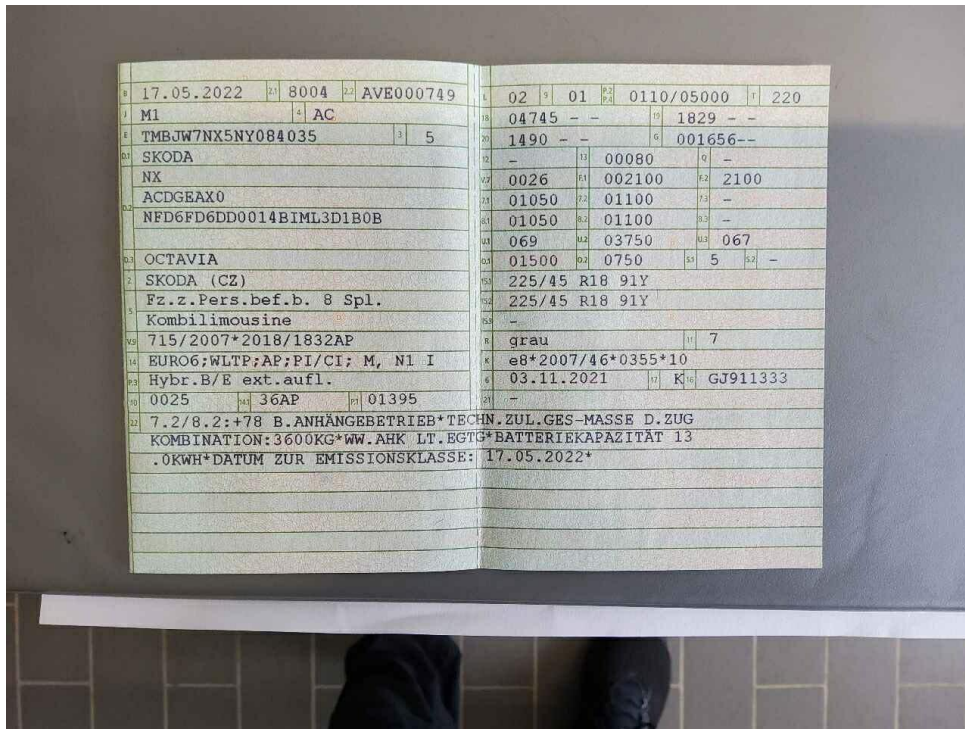 B 17.05.2022 2.1 8004 2.2 AVE000749
J M1 4 AC
E TMBJW7NX5NY084035 3 5
D.1 SKODA
NX
D.2 ACDGEAX0
NFD6FD6DD0014BIML3D1B0B
D.3 OCTAVIA
2 SKODA (CZ)
5 Fz.z.Pers.bef.b. 8 Spl.
Kombilimousine
V.9 715/2007*2018/1832AP
14 EURO6;WLTP;AP;PI/CI; M, N1 I
P.3 Hybr.B/E ext.aufl.
10 0025 14.1 36AP P.1 01395
L 02 9 01 P.2 P.4 0110/05000 T 220
18 04745 - - 19 1829 - -
20 1490 - - G 001656--
12 - 13 00080 Q -
V.7 0026 F.1 002100 F.2 2100
7.1 01050 7.2 01100 7.3 -
8.1 01050 8.2 01100 8.3 -
U.1 069 U.2 03750 U.3 067
O.1 01500 O.2 0750 S.1 5 S.2 -
15.1 225/45 R18 91Y
15.2 225/45 R18 91Y
15.3 -
R grau 11 7
K e8*2007/46*0355*10
6 03.11.2021 17 K 16 GJ911333
21 -
22 7.2/8.2:+78 B.ANHÄNGEBETRIEB*TECHN.ZUL.GES-MASSE D.ZUG
KOMBINATION:3600KG*WW.AHK LT.EGTG*BATTERIEKAPAZITÄT 13
.0KWH*DATUM ZUR EMISSIONSKLASSE: 17.05.2022*